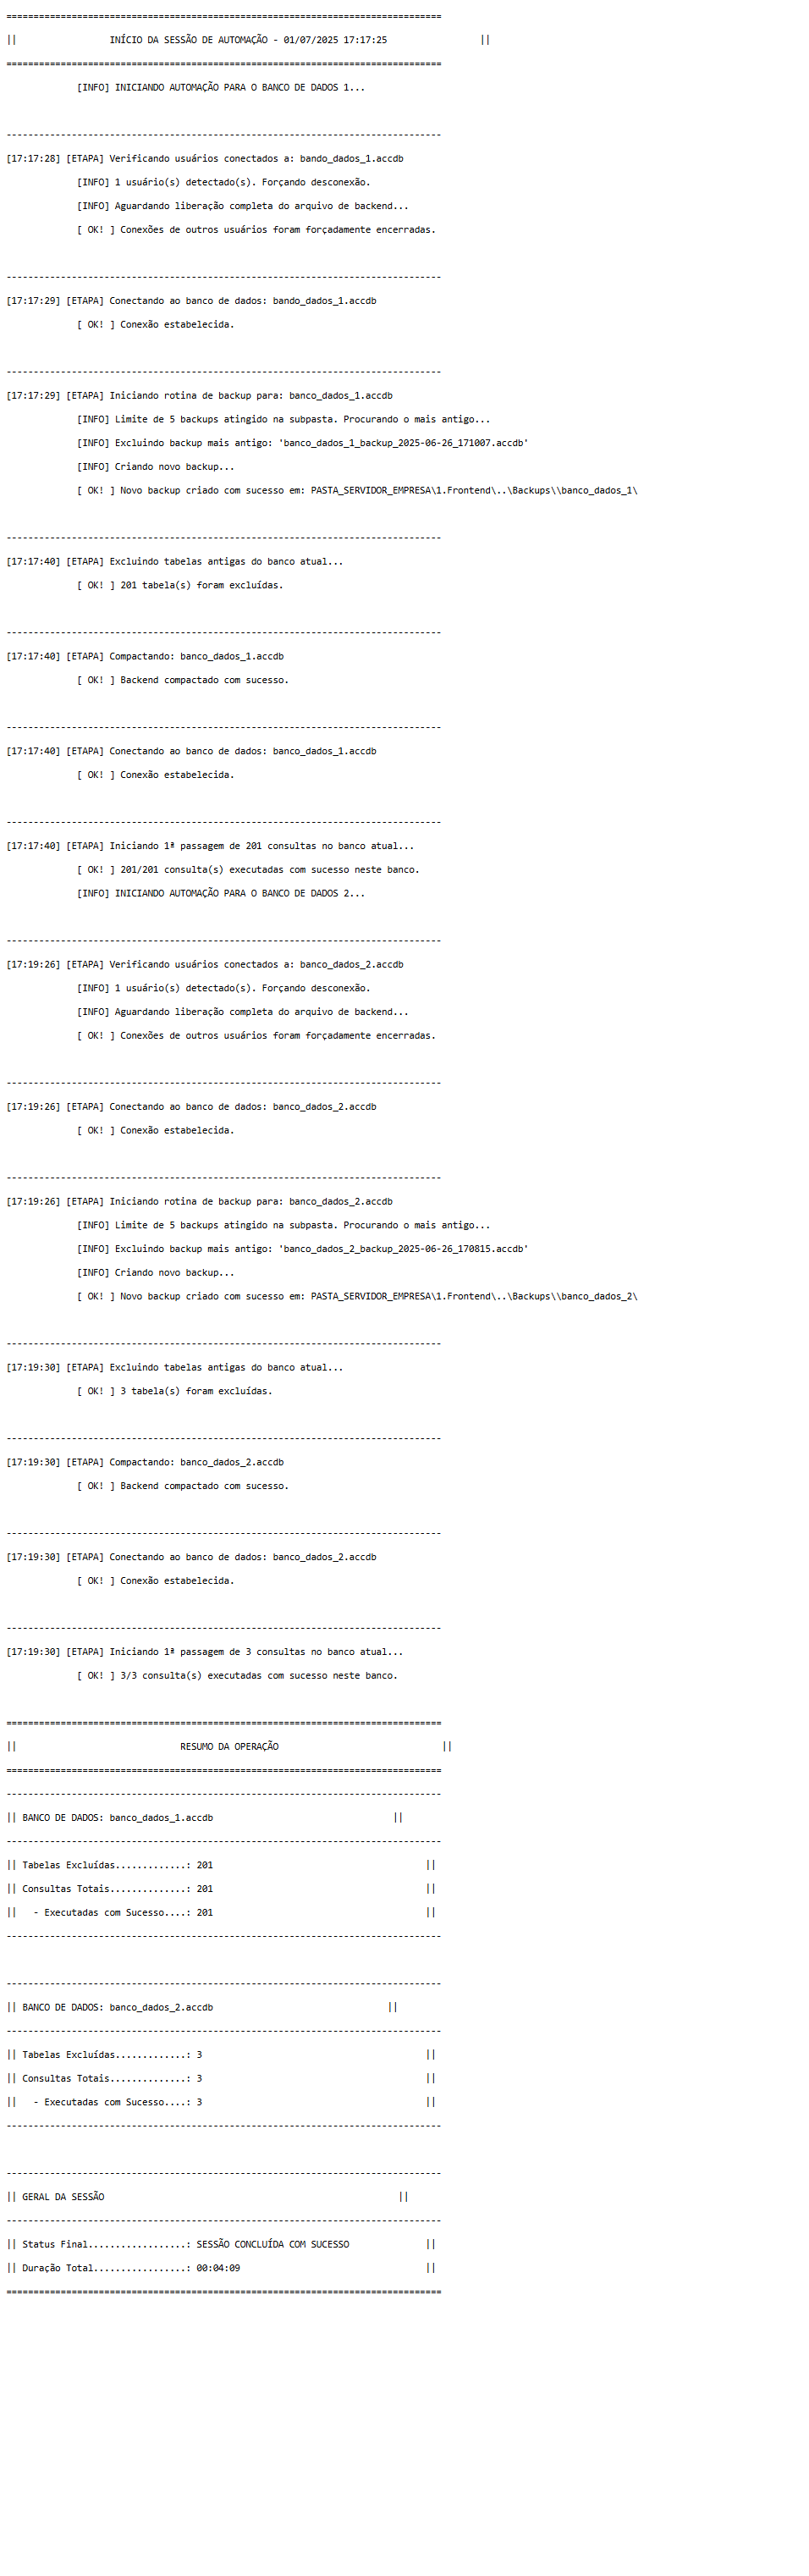 ================================================================================
||                 INÍCIO DA SESSÃO DE AUTOMAÇÃO - 01/07/2025 17:17:25                 ||
================================================================================
             [INFO] INICIANDO AUTOMAÇÃO PARA O BANCO DE DADOS 1...
--------------------------------------------------------------------------------
[17:17:28] [ETAPA] Verificando usuários conectados a: bando_dados_1.accdb
             [INFO] 1 usuário(s) detectado(s). Forçando desconexão.
             [INFO] Aguardando liberação completa do arquivo de backend...
             [ OK! ] Conexões de outros usuários foram forçadamente encerradas.
--------------------------------------------------------------------------------
[17:17:29] [ETAPA] Conectando ao banco de dados: bando_dados_1.accdb
             [ OK! ] Conexão estabelecida.
--------------------------------------------------------------------------------
[17:17:29] [ETAPA] Iniciando rotina de backup para: banco_dados_1.accdb
             [INFO] Limite de 5 backups atingido na subpasta. Procurando o mais antigo...
             [INFO] Excluindo backup mais antigo: 'banco_dados_1_backup_2025-06-26_171007.accdb'
             [INFO] Criando novo backup...
             [ OK! ] Novo backup criado com sucesso em: PASTA_SERVIDOR_EMPRESA\1.Frontend\..\Backups\\banco_dados_1\
--------------------------------------------------------------------------------
[17:17:40] [ETAPA] Excluindo tabelas antigas do banco atual...
             [ OK! ] 201 tabela(s) foram excluídas.
--------------------------------------------------------------------------------
[17:17:40] [ETAPA] Compactando: banco_dados_1.accdb
             [ OK! ] Backend compactado com sucesso.
--------------------------------------------------------------------------------
[17:17:40] [ETAPA] Conectando ao banco de dados: banco_dados_1.accdb
             [ OK! ] Conexão estabelecida.
--------------------------------------------------------------------------------
[17:17:40] [ETAPA] Iniciando 1ª passagem de 201 consultas no banco atual...
             [ OK! ] 201/201 consulta(s) executadas com sucesso neste banco.
             [INFO] INICIANDO AUTOMAÇÃO PARA O BANCO DE DADOS 2...
--------------------------------------------------------------------------------
[17:19:26] [ETAPA] Verificando usuários conectados a: banco_dados_2.accdb
             [INFO] 1 usuário(s) detectado(s). Forçando desconexão.
             [INFO] Aguardando liberação completa do arquivo de backend...
             [ OK! ] Conexões de outros usuários foram forçadamente encerradas.
--------------------------------------------------------------------------------
[17:19:26] [ETAPA] Conectando ao banco de dados: banco_dados_2.accdb
             [ OK! ] Conexão estabelecida.
--------------------------------------------------------------------------------
[17:19:26] [ETAPA] Iniciando rotina de backup para: banco_dados_2.accdb
             [INFO] Limite de 5 backups atingido na subpasta. Procurando o mais antigo...
             [INFO] Excluindo backup mais antigo: 'banco_dados_2_backup_2025-06-26_170815.accdb'
             [INFO] Criando novo backup...
             [ OK! ] Novo backup criado com sucesso em: PASTA_SERVIDOR_EMPRESA\1.Frontend\..\Backups\\banco_dados_2\
--------------------------------------------------------------------------------
[17:19:30] [ETAPA] Excluindo tabelas antigas do banco atual...
             [ OK! ] 3 tabela(s) foram excluídas.
--------------------------------------------------------------------------------
[17:19:30] [ETAPA] Compactando: banco_dados_2.accdb
             [ OK! ] Backend compactado com sucesso.
--------------------------------------------------------------------------------
[17:19:30] [ETAPA] Conectando ao banco de dados: banco_dados_2.accdb
             [ OK! ] Conexão estabelecida.
--------------------------------------------------------------------------------
[17:19:30] [ETAPA] Iniciando 1ª passagem de 3 consultas no banco atual...
             [ OK! ] 3/3 consulta(s) executadas com sucesso neste banco.
================================================================================
||                              RESUMO DA OPERAÇÃO                              ||
================================================================================
--------------------------------------------------------------------------------
|| BANCO DE DADOS: banco_dados_1.accdb                                 ||
--------------------------------------------------------------------------------
|| Tabelas Excluídas.............: 201                                       ||
|| Consultas Totais..............: 201                                       ||
||   - Executadas com Sucesso....: 201                                       ||
--------------------------------------------------------------------------------
--------------------------------------------------------------------------------
|| BANCO DE DADOS: banco_dados_2.accdb                                ||
--------------------------------------------------------------------------------
|| Tabelas Excluídas.............: 3                                         ||
|| Consultas Totais..............: 3                                         ||
||   - Executadas com Sucesso....: 3                                         ||
--------------------------------------------------------------------------------
--------------------------------------------------------------------------------
|| GERAL DA SESSÃO                                                      ||
--------------------------------------------------------------------------------
|| Status Final..................: SESSÃO CONCLUÍDA COM SUCESSO              ||
|| Duração Total.................: 00:04:09                                  ||
================================================================================